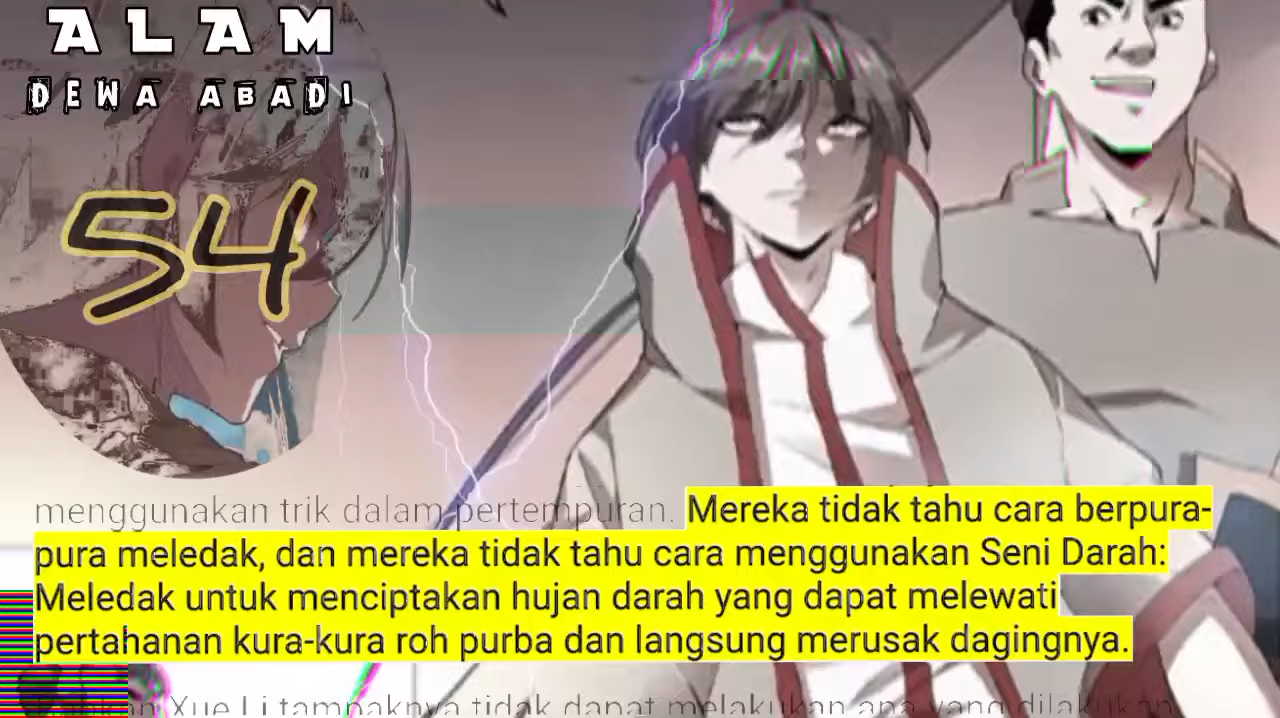 ALAM
DEWA ABADI
54
menggunakan trik dalam pertempuran. Mereka tidak tahu cara berpura-
pura meledak, dan mereka tidak tahu cara menggunakan Seni Darah:
Meledak untuk menciptakan hujan darah yang dapat melewati
pertahanan kura-kura roh purba dan langsung merusak dagingnya.
Xue Li tampaknya tidak dapat melakukan apa yang dilakukan